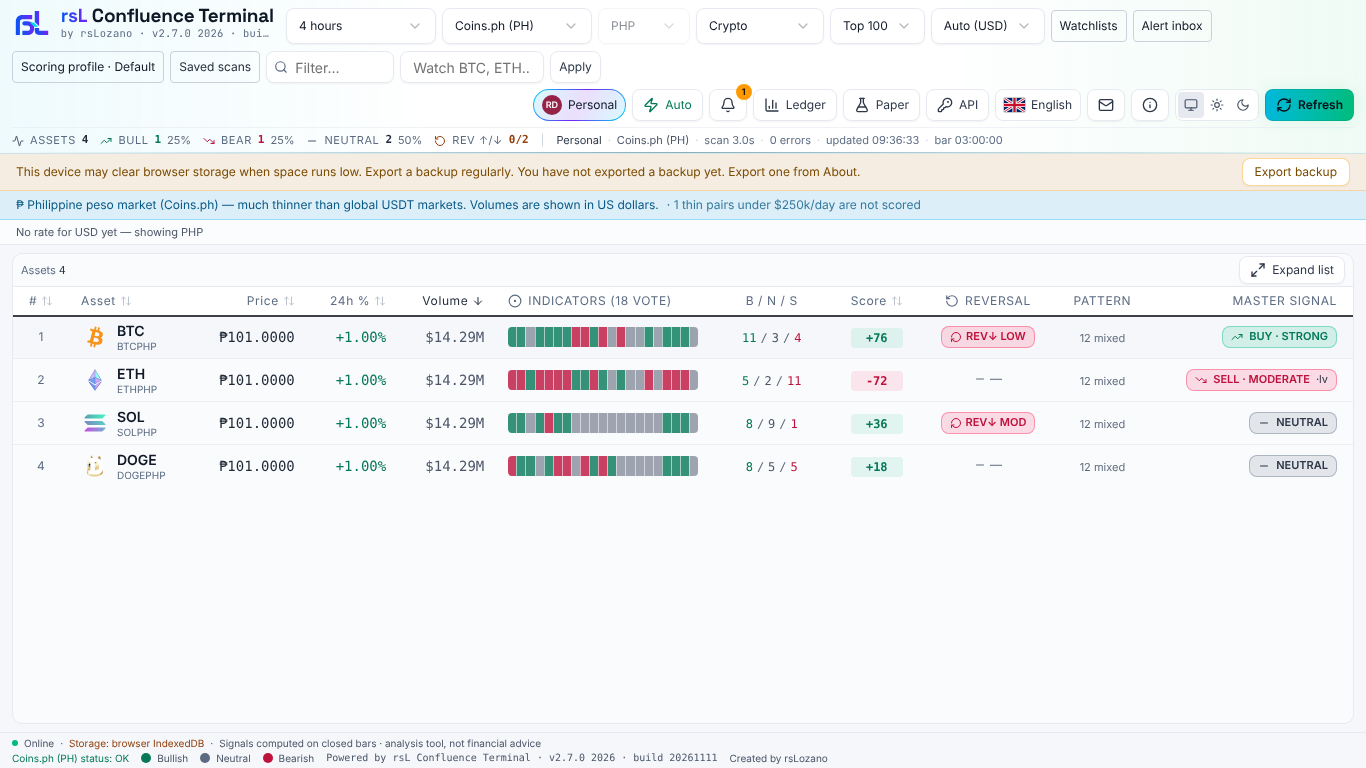 rsL
rsL Confluence Terminal
by rsLozano · v2.7.0 2026 · bui…
4 hours
Coins.ph (PH)
PHP
Crypto
Top 100
Auto (USD)
Watchlists
Alert inbox
Scoring profile · Default
Saved scans
Filter...
Watch BTC, ETH..
Apply
RD Personal
Auto
1
Ledger
Paper
API
English
Refresh
ASSETS 4 BULL 1 25% BEAR 1 25% NEUTRAL 2 50% REV ↑/↓ 0/2 Personal · Coins.ph (PH) · scan 3.0s · 0 errors · updated 09:36:33 · bar 03:00:00
This device may clear browser storage when space runs low. Export a backup regularly. You have not exported a backup yet. Export one from About.
Export backup
₱ Philippine peso market (Coins.ph) — much thinner than global USDT markets. Volumes are shown in US dollars. · 1 thin pairs under $250k/day are not scored
No rate for USD yet — showing PHP
Assets 4
Expand list
# Asset Price 24h % Volume ↓ INDICATORS (18 VOTE) B / N / S Score REVERSAL PATTERN MASTER SIGNAL
1 BTC ₱101.0000 +1.00% $14.29M 11 / 3 / 4 +76 REV↓ LOW 12 mixed BUY · STRONG
BTCPHP
2 ETH ₱101.0000 +1.00% $14.29M 5 / 2 / 11 -72 — — 12 mixed SELL · MODERATE ·lv
ETHPHP
3 SOL ₱101.0000 +1.00% $14.29M 8 / 9 / 1 +36 REV↓ MOD 12 mixed NEUTRAL
SOLPHP
4 DOGE ₱101.0000 +1.00% $14.29M 8 / 5 / 5 +18 — — 12 mixed NEUTRAL
DOGEPHP
Online · Storage: browser IndexedDB · Signals computed on closed bars · analysis tool, not financial advice
Coins.ph (PH) status: OK Bullish Neutral Bearish Powered by rsL Confluence Terminal · v2.7.0 2026 · build 20261111 Created by rsLozano